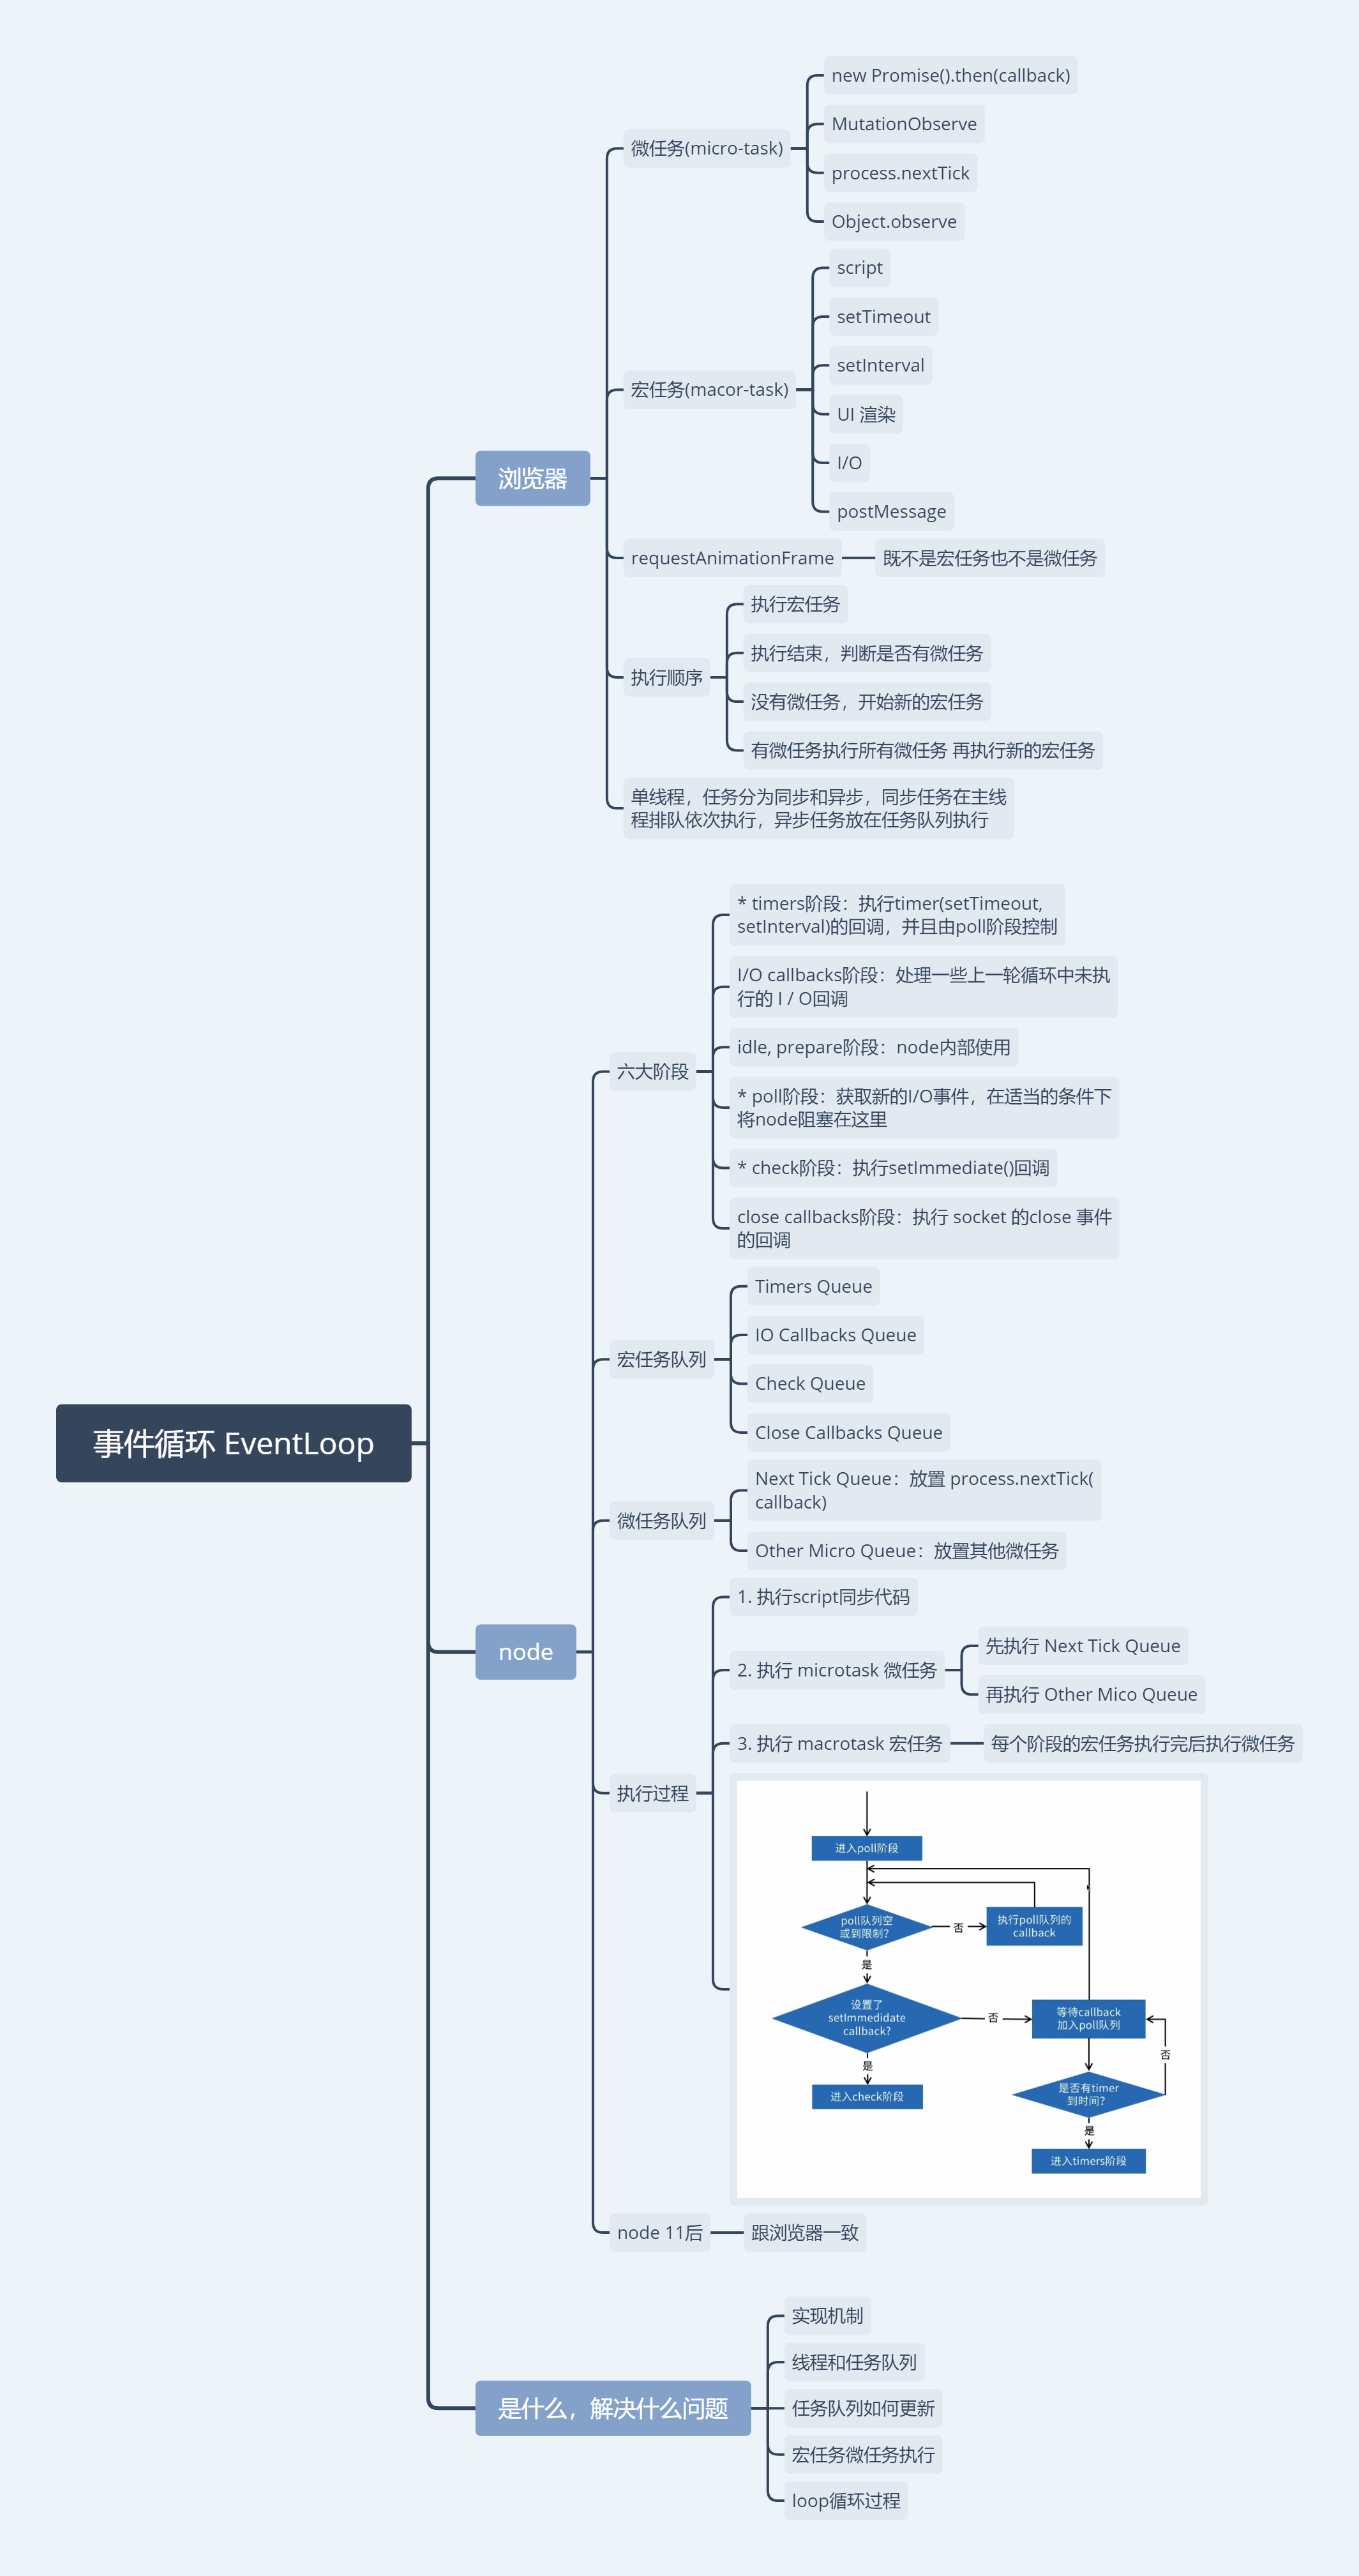 事件循环 EventLoop
浏览器
微任务(micro-task)
new Promise().then(callback)
MutationObserve
process.nextTick
Object.observe
宏任务(macor-task)
script
setTimeout
setInterval
UI 渲染
I/O
postMessage
requestAnimationFrame
既不是宏任务也不是微任务
执行顺序
执行宏任务
执行结束，判断是否有微任务
没有微任务，开始新的宏任务
有微任务执行所有微任务 再执行新的宏任务
单线程，任务分为同步和异步，同步任务在主线
程排队依次执行，异步任务放在任务队列执行
node
六大阶段
* timers阶段：执行timer(setTimeout,
setInterval)的回调，并且由poll阶段控制
I/O callbacks阶段：处理一些上一轮循环中未执
行的 I / O回调
idle, prepare阶段：node内部使用
* poll阶段：获取新的I/O事件，在适当的条件下
将node阻塞在这里
* check阶段：执行setImmediate()回调
close callbacks阶段：执行 socket 的close 事件
的回调
宏任务队列
Timers Queue
IO Callbacks Queue
Check Queue
Close Callbacks Queue
微任务队列
Next Tick Queue：放置 process.nextTick(
callback)
Other Micro Queue：放置其他微任务
执行过程
1. 执行script同步代码
2. 执行 microtask 微任务
先执行 Next Tick Queue
再执行 Other Mico Queue
3. 执行 macrotask 宏任务
每个阶段的宏任务执行完后执行微任务
进入poll阶段
poll队列空
或到限制?
否
执行poll队列的
callback
是
设置了
setImmedidate
callback?
否
等待callback
加入poll队列
否
是
进入check阶段
是否有timer
到时间?
是
进入timers阶段
node 11后
跟浏览器一致
是什么，解决什么问题
实现机制
线程和任务队列
任务队列如何更新
宏任务微任务执行
loop循环过程